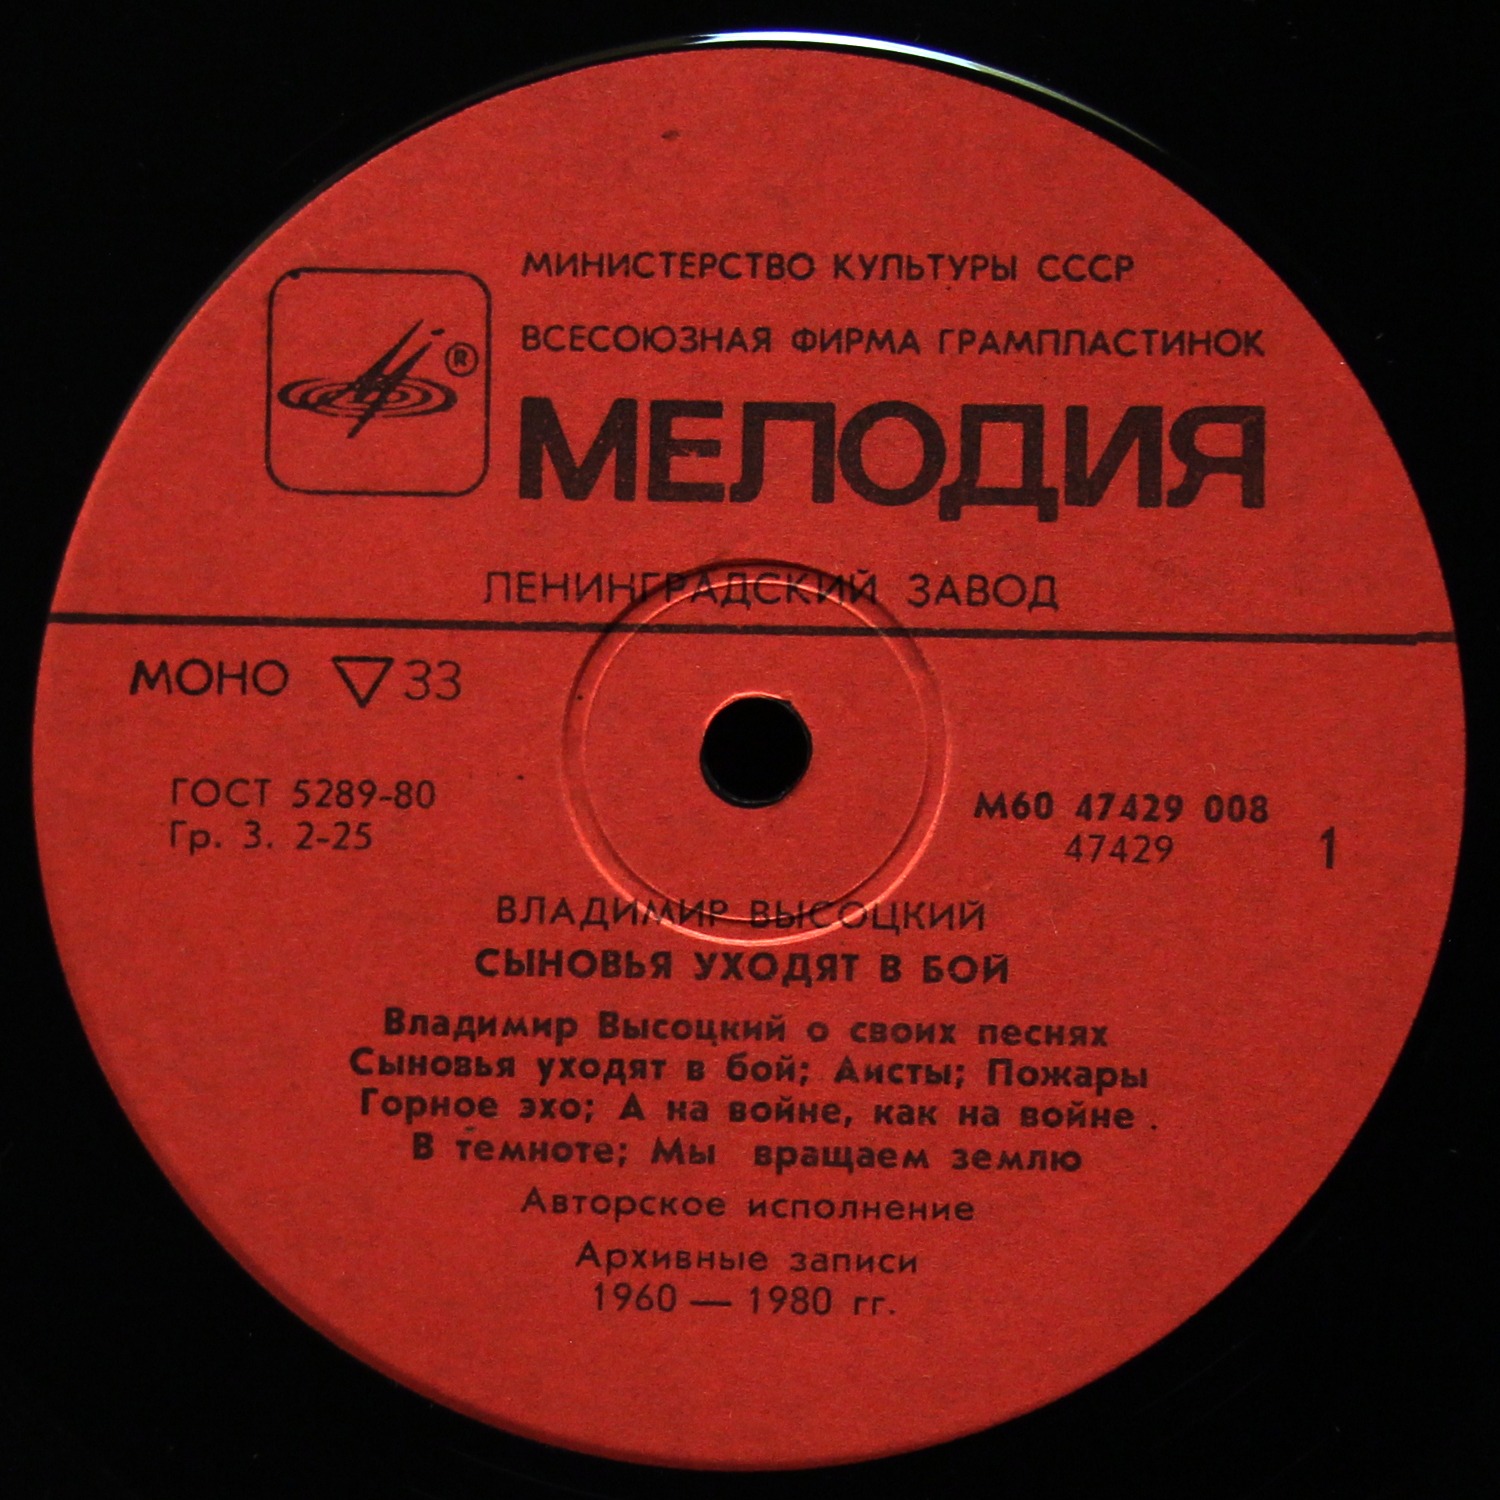 МИНИСТЕРСТВО КУЛЬТУРЫ СССР
ВСЕСОЮЗНАЯ ФИРМА ГРАМПЛАСТИНОК
®
МЕЛОДИЯ
ЛЕНИНГРАДСКИЙ ЗАВОД
МОНО ▽33
ГОСТ 5289-80
Гр. 3. 2-25
М60 47429 008
47429
1
ВЛАДИМИР ВЫСОЦКИЙ
СЫНОВЬЯ УХОДЯТ В БОЙ
Владимир Высоцкий о своих песнях
Сыновья уходят в бой; Аисты; Пожары
Горное эхо; А на войне, как на войне .
В темноте; Мы вращаем землю
Авторское исполнение
Архивные записи
1960 — 1980 гг.